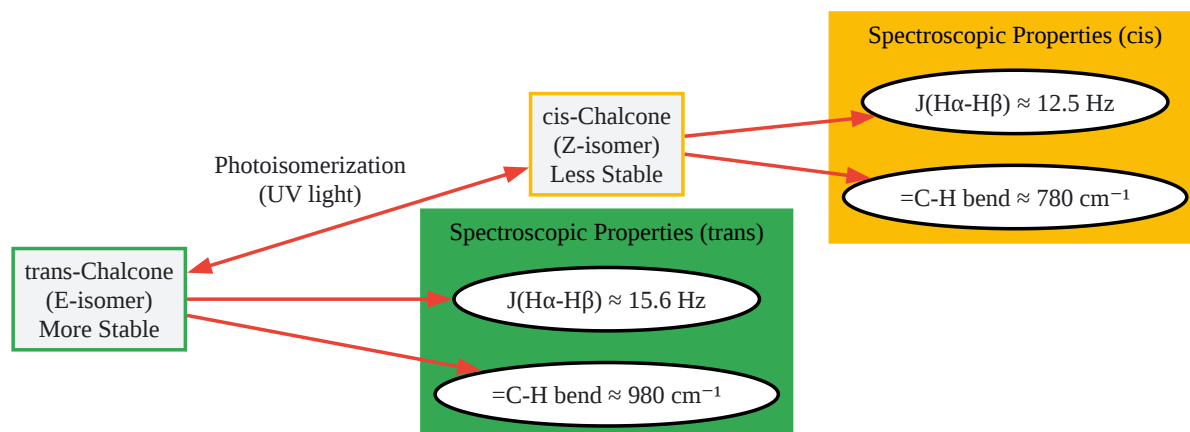 Spectroscopic Properties (cis)
J(Hα-Hβ) ≈ 12.5 Hz
=C-H bend ≈ 780 cm⁻¹
cis-Chalcone
(Z-isomer)
Less Stable
Photoisomerization
(UV light)
Spectroscopic Properties (trans)
J(Hα-Hβ) ≈ 15.6 Hz
=C-H bend ≈ 980 cm⁻¹
trans-Chalcone
(E-isomer)
More Stable